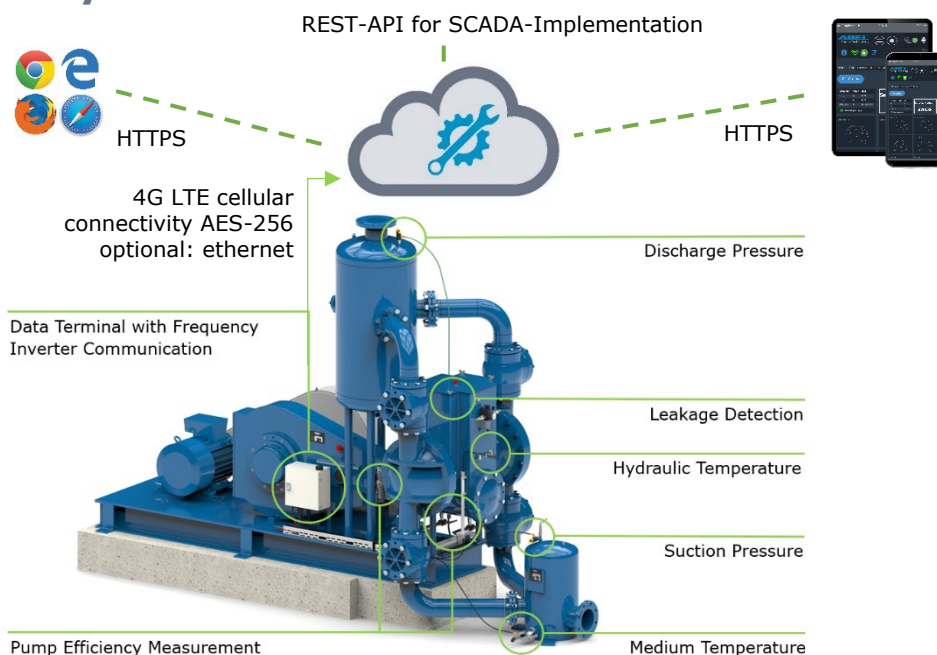 REST-API for SCADA-Implementation
HTTPS
HTTPS
4G LTE cellular
connectivity AES-256
optional: ethernet
Discharge Pressure
Data Terminal with Frequency
Inverter Communication
Leakage Detection
Hydraulic Temperature
Suction Pressure
Pump Efficiency Measurement
Medium Temperature
ABEL